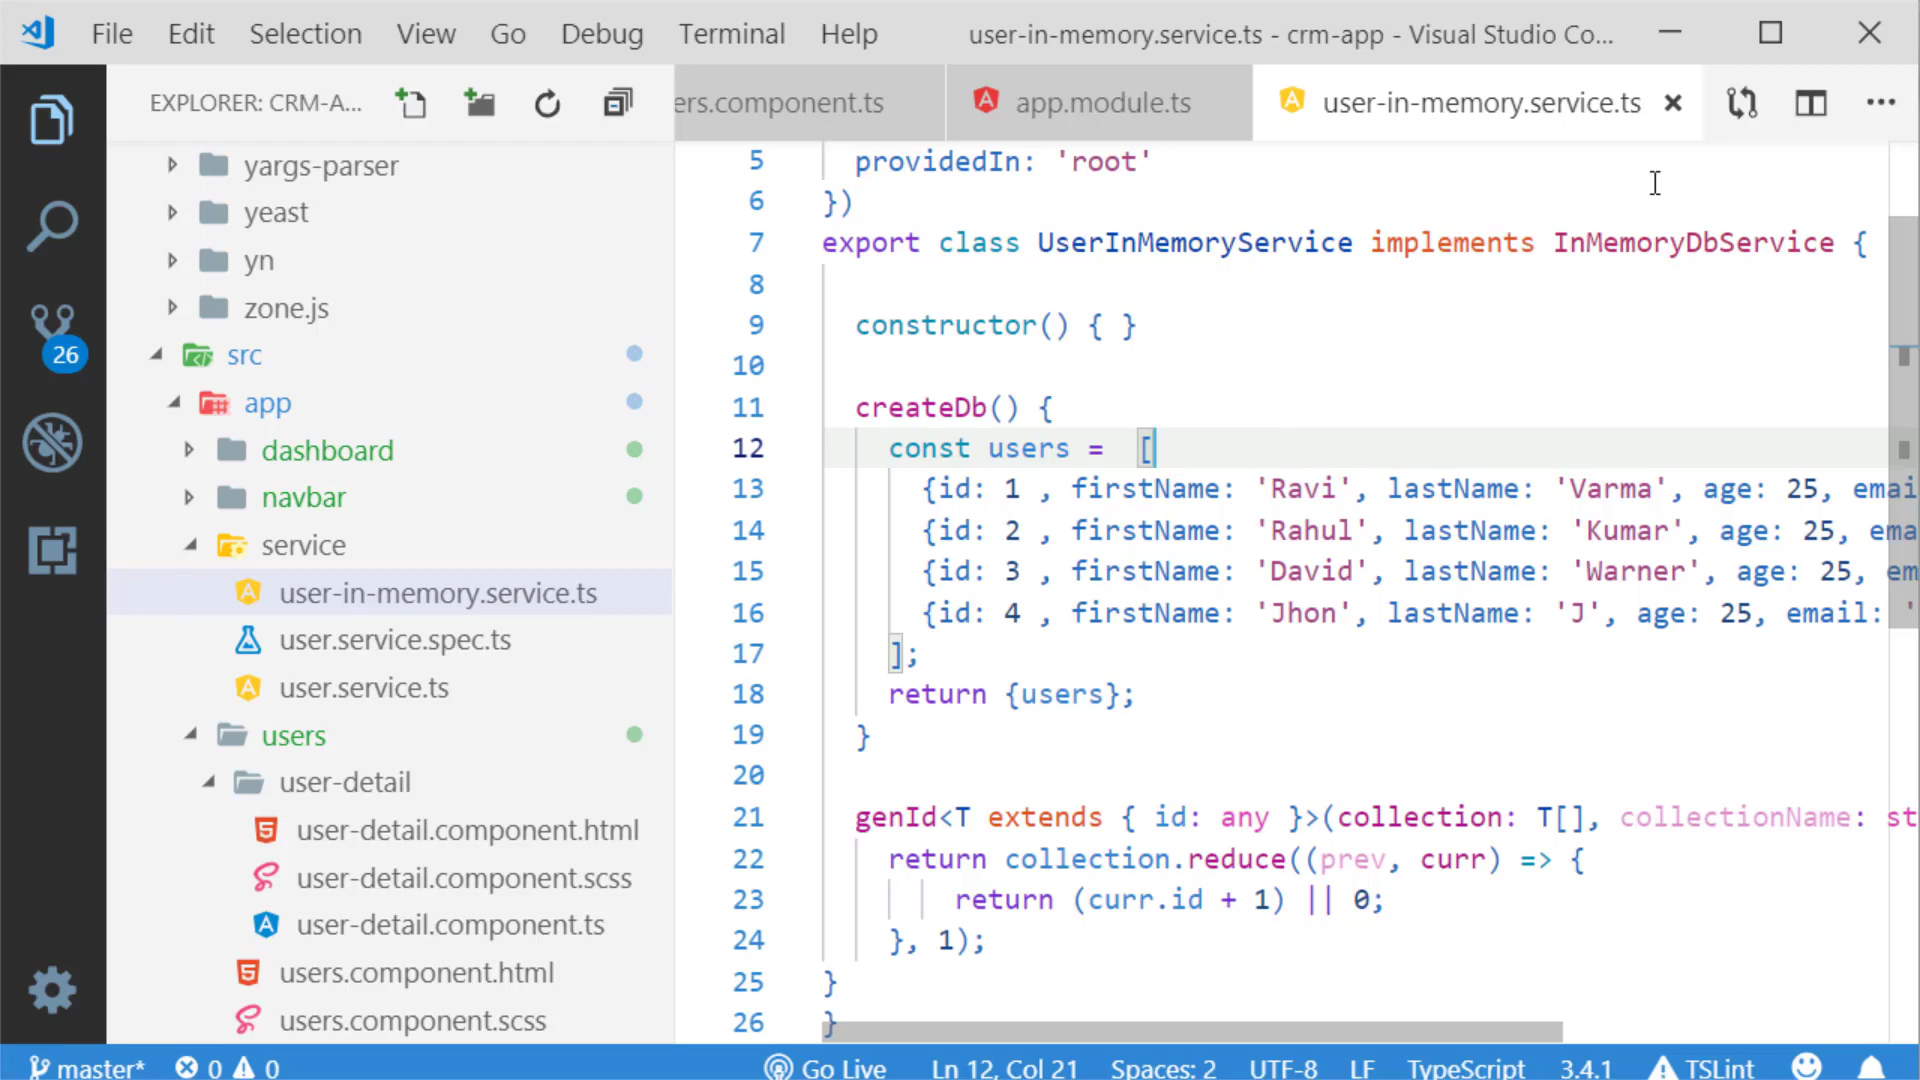 File Edit Selection View Go Debug Terminal Help user-in-memory.service.ts - crm-app - Visual Studio Co...
EXPLORER: CRM-A...
ers.component.ts app.module.ts user-in-memory.service.ts
yargs-parser
yeast
yn
zone.js
src
app
dashboard
navbar
service
user-in-memory.service.ts
user.service.spec.ts
user.service.ts
users
user-detail
user-detail.component.html
user-detail.component.scss
user-detail.component.ts
users.component.html
users.component.scss
26
5 providedIn: 'root'
6 })
7 export class UserInMemoryService implements InMemoryDbService {
8
9 constructor() { }
10
11 createDb() {
12 const users =  [
13 {id: 1 , firstName: 'Ravi', lastName: 'Varma', age: 25, emai
14 {id: 2 , firstName: 'Rahul', lastName: 'Kumar', age: 25, ema
15 {id: 3 , firstName: 'David', lastName: 'Warner', age: 25, em
16 {id: 4 , firstName: 'Jhon', lastName: 'J', age: 25, email: '
17 ];
18 return {users};
19 }
20
21 genId<T extends { id: any }>(collection: T[], collectionName: st
22 return collection.reduce((prev, curr) => {
23 return (curr.id + 1) || 0;
24 }, 1);
25 }
26 }
master* 0 0 Go Live Ln 12, Col 21 Spaces: 2 UTF-8 LF TypeScript 3.4.1 TSLint